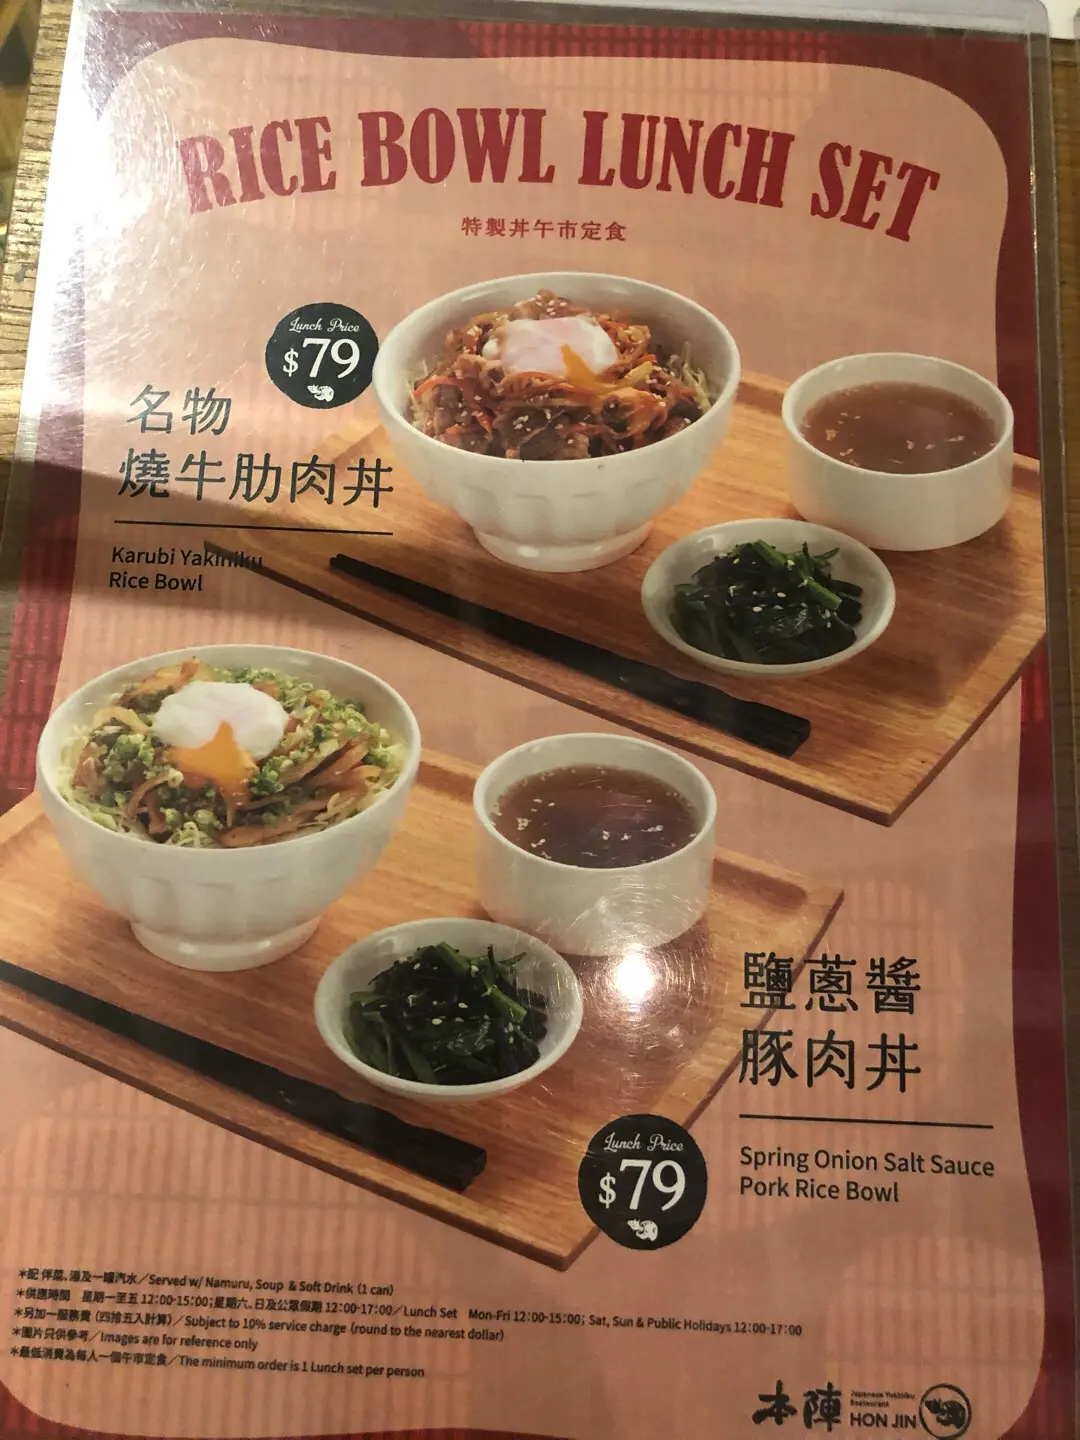 RICE BOWL LUNCH SET
特製丼午市定食
Lunch Price
$79
名物
燒牛肋肉丼
Karubi Yakiniku
Rice Bowl
鹽蔥醬
豚肉丼
Spring Onion Salt Sauce
Pork Rice Bowl
Lunch Price
$79
*配 伴菜、湯及一罐汽水/Served w/ Namuru, Soup & Soft Drink (1 can)
*供應時間 星期一至五 12:00-15:00;星期六、日及公眾假期 12:00-17:00/Lunch Set Mon-Fri 12:00-15:00; Sat, Sun & Public Holidays 12:00-17:00
*另加一服務費 (四捨五入計算)/Subject to 10% service charge (round to the nearest dollar)
*圖片只供參考/Images are for reference only
*最低消費為每人一個午市定食/The minimum order is 1 Lunch set per person
本陣
Japanese Yakiniku
Restaurant
HON JIN